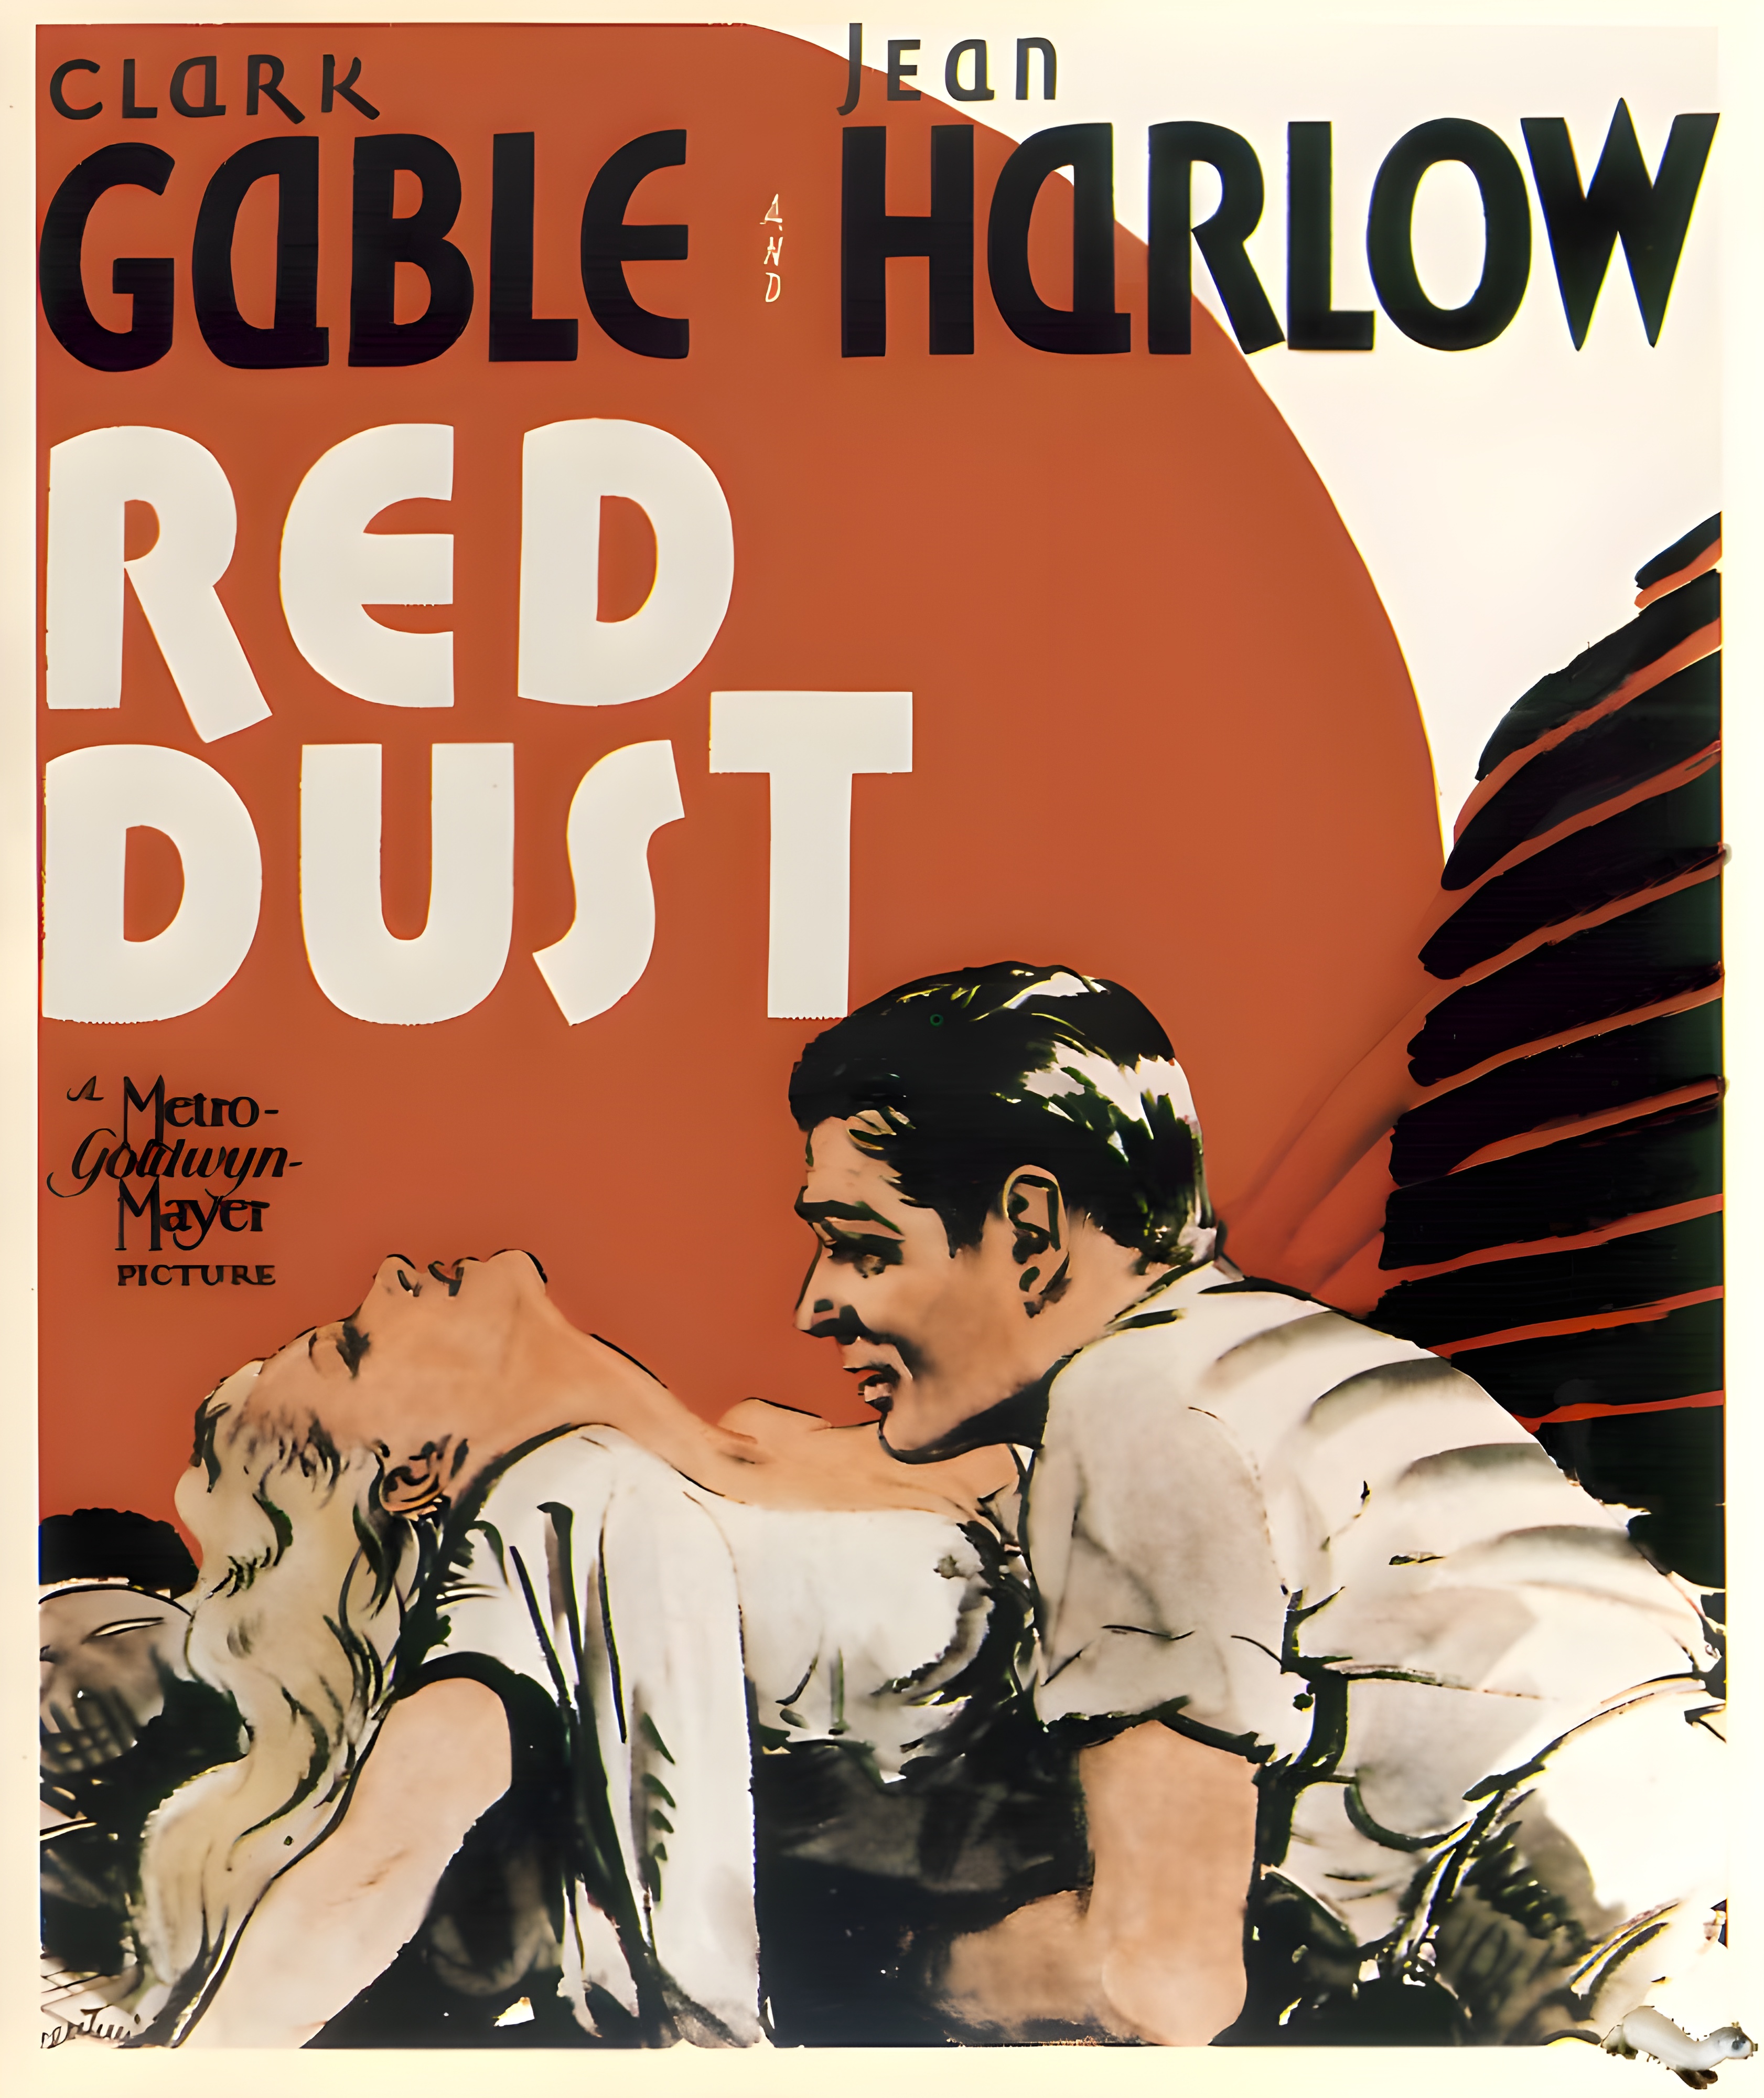 CLARK
GABLE
AND
JEAN
HARLOW
RED
DUST
A Metro-
Goldwyn-
Mayer
PICTURE